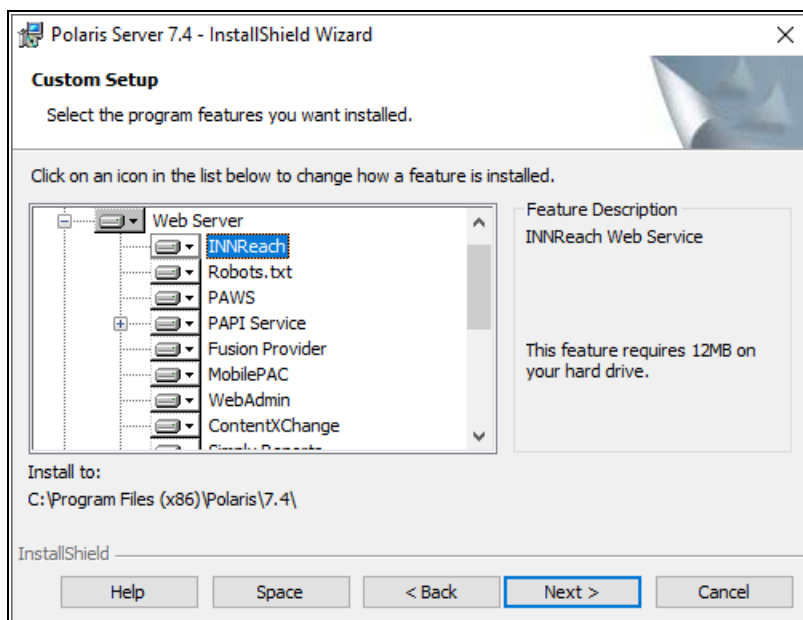 Polaris Server 7.4 - InstallShield Wizard
Custom Setup
Select the program features you want installed.
Click on an icon in the list below to change how a feature is installed.
Web Server
INNReach
Robots.txt
PAWS
PAPI Service
Fusion Provider
MobilePAC
WebAdmin
ContentXChange
Simply Reports
Feature Description
INNReach Web Service
This feature requires 12MB on
your hard drive.
Install to:
C:\Program Files (x86)\Polaris\7.4\
InstallShield
Help
Space
< Back
Next >
Cancel